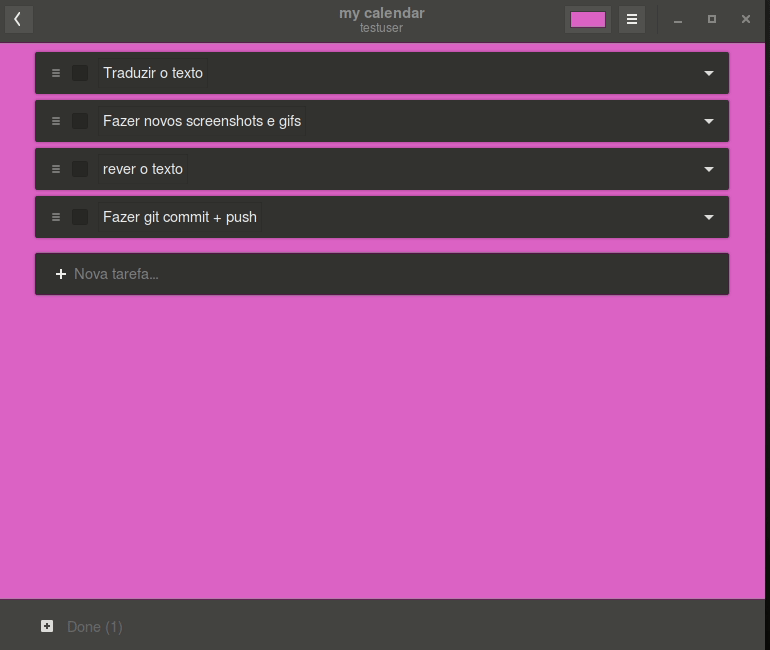 my calendar
testuser
Traduzir o texto
Fazer novos screenshots e gifs
rever o texto
Fazer git commit + push
Nova tarefa...
Done (1)